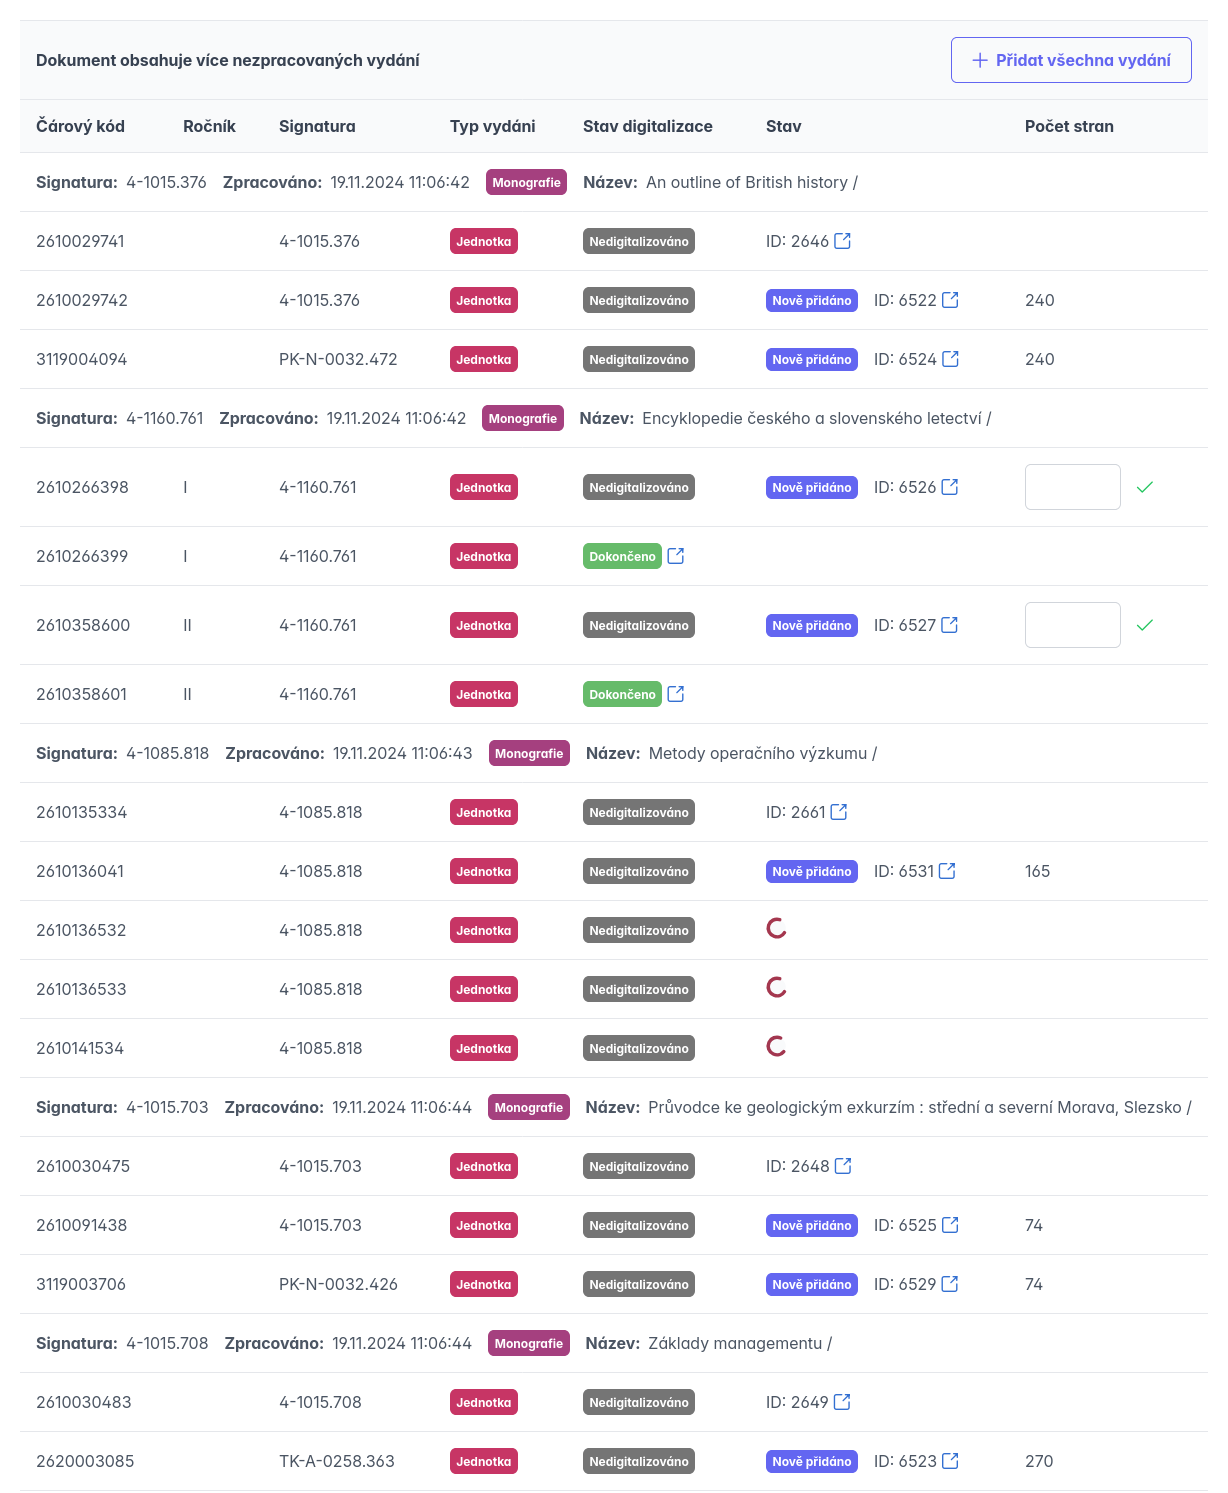 Dokument obsahuje více nezpracovaných vydání Přidat všechna vydání
Čárový kód Ročník Signatura Typ vydáni Stav digitalizace Stav Počet stran
Signatura: 4-1015.376 Zpracováno: 19.11.2024 11:06:42 Monografie Název: An outline of British history /
2610029741 4-1015.376 Jednotka Nedigitalizováno ID: 2646
2610029742 4-1015.376 Jednotka Nedigitalizováno Nově přidáno ID: 6522 240
3119004094 PK-N-0032.472 Jednotka Nedigitalizováno Nově přidáno ID: 6524 240
Signatura: 4-1160.761 Zpracováno: 19.11.2024 11:06:42 Monografie Název: Encyklopedie českého a slovenského letectví /
2610266398 I 4-1160.761 Jednotka Nedigitalizováno Nově přidáno ID: 6526
2610266399 I 4-1160.761 Jednotka Dokončeno
2610358600 II 4-1160.761 Jednotka Nedigitalizováno Nově přidáno ID: 6527
2610358601 II 4-1160.761 Jednotka Dokončeno
Signatura: 4-1085.818 Zpracováno: 19.11.2024 11:06:43 Monografie Název: Metody operačního výzkumu /
2610135334 4-1085.818 Jednotka Nedigitalizováno ID: 2661
2610136041 4-1085.818 Jednotka Nedigitalizováno Nově přidáno ID: 6531 165
2610136532 4-1085.818 Jednotka Nedigitalizováno
2610136533 4-1085.818 Jednotka Nedigitalizováno
2610141534 4-1085.818 Jednotka Nedigitalizováno
Signatura: 4-1015.703 Zpracováno: 19.11.2024 11:06:44 Monografie Název: Průvodce ke geologickým exkurzím : střední a severní Morava, Slezsko /
2610030475 4-1015.703 Jednotka Nedigitalizováno ID: 2648
2610091438 4-1015.703 Jednotka Nedigitalizováno Nově přidáno ID: 6525 74
3119003706 PK-N-0032.426 Jednotka Nedigitalizováno Nově přidáno ID: 6529 74
Signatura: 4-1015.708 Zpracováno: 19.11.2024 11:06:44 Monografie Název: Základy managementu /
2610030483 4-1015.708 Jednotka Nedigitalizováno ID: 2649
2620003085 TK-A-0258.363 Jednotka Nedigitalizováno Nově přidáno ID: 6523 270